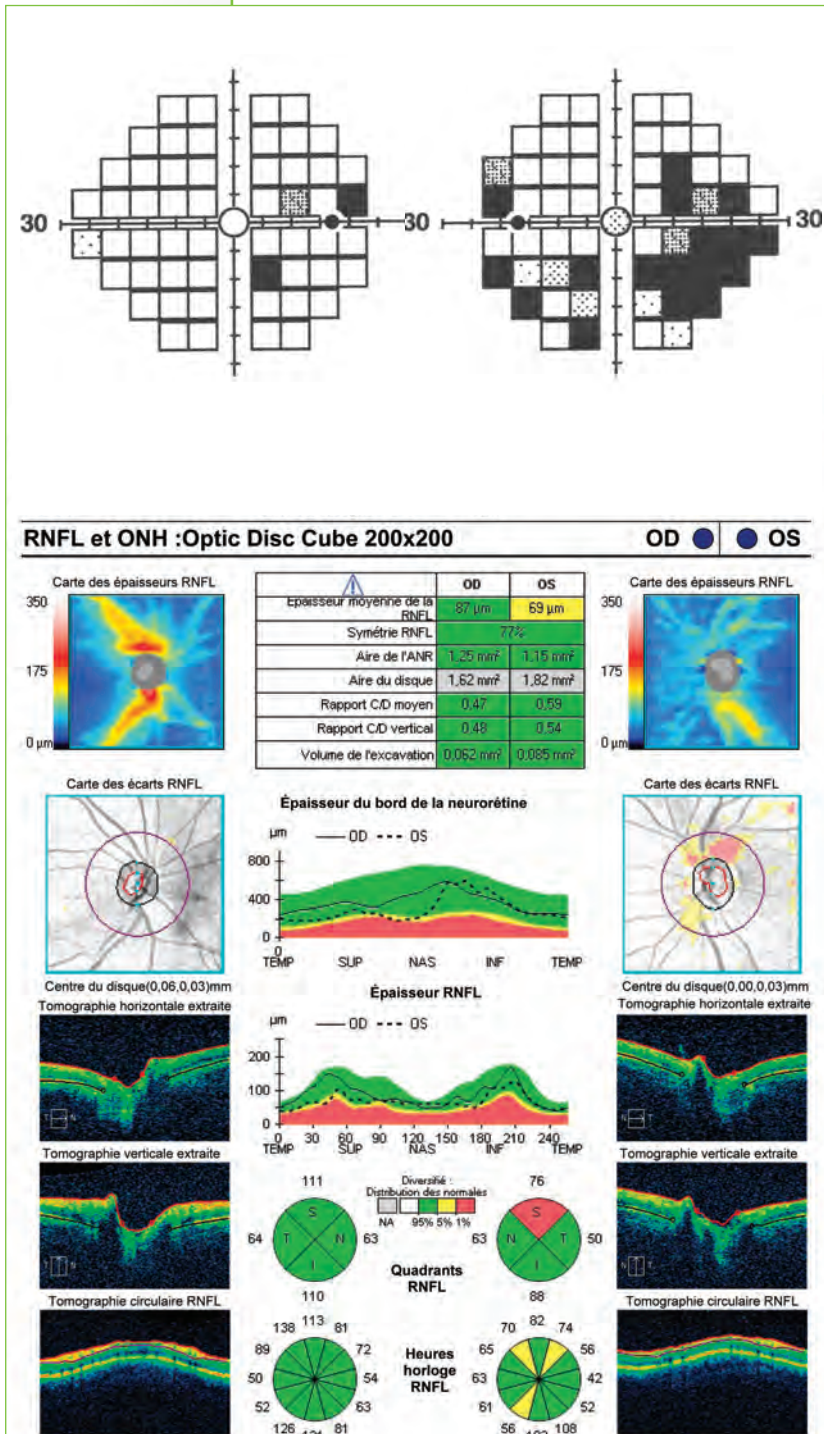 30 30 30
RNFL et ONH :Optic Disc Cube 200x200 OD OS
Carte des épaisseurs RNFL
350
175
0 µm
OD OS
Epaisseur moyenne de la RNFL 87 µm 69 µm
Symétrie RNFL 77%
Aire de l'ANR 1,25 mm² 1,15 mm²
Aire du disque 1,62 mm² 1,82 mm²
Rapport C/D moyen 0,47 0,59
Rapport C/D vertical 0,48 0,54
Volume de l'excavation 0,062 mm³ 0,085 mm³
Carte des épaisseurs RNFL
350
175
0 µm
Carte des écarts RNFL
Centre du disque(0,06,0,03)mm
Épaisseur du bord de la neurorétine
µm OD OS
800
400
0
0
TEMP SUP NAS INF TEMP
Carte des écarts RNFL
Centre du disque(0,00,0,03)mm
Tomographie horizontale extraite
T N
Épaisseur RNFL
µm OD OS
200
100
0
0 30 60 90 120 150 180 210 240
TEMP SUP NAS INF TEMP
Tomographie horizontale extraite
N T
Tomographie verticale extraite
T N
111
S
64 T N 63
I
110
Diversifié :
Distribution des normales
NA 95% 5% 1%
Quadrants
RNFL
76
S
63 N T 50
I
88
Tomographie verticale extraite
N T
Tomographie circulaire RNFL
113
138 81
89 72
50 54
52 63
126 81
Heures
horloge
RNFL
82
70 74
65 56
63 42
61 52
56 108
Tomographie circulaire RNFL